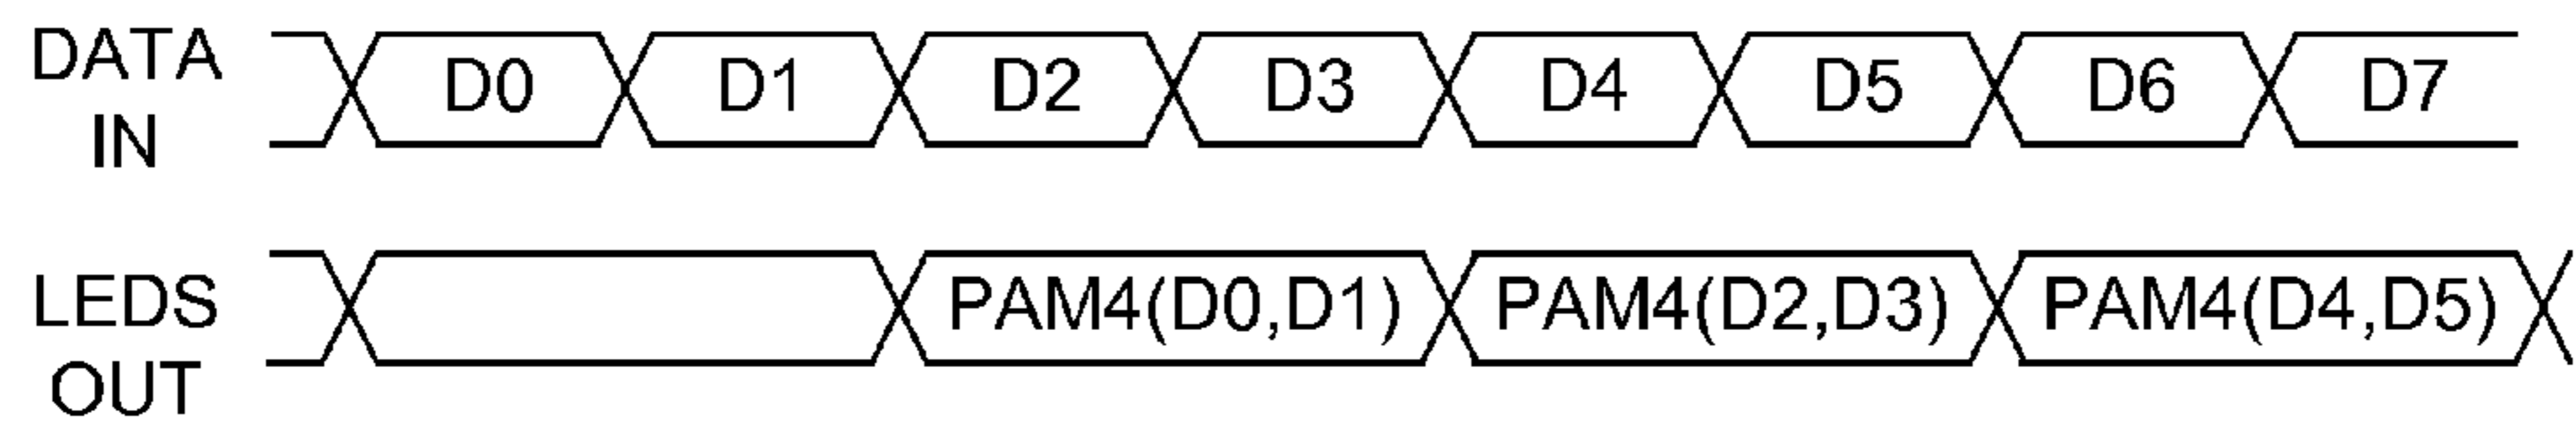 DATA
IN
D0 D1 D2 D3 D4 D5 D6 D7
LEDS
OUT
PAM4(D0,D1) PAM4(D2,D3) PAM4(D4,D5)